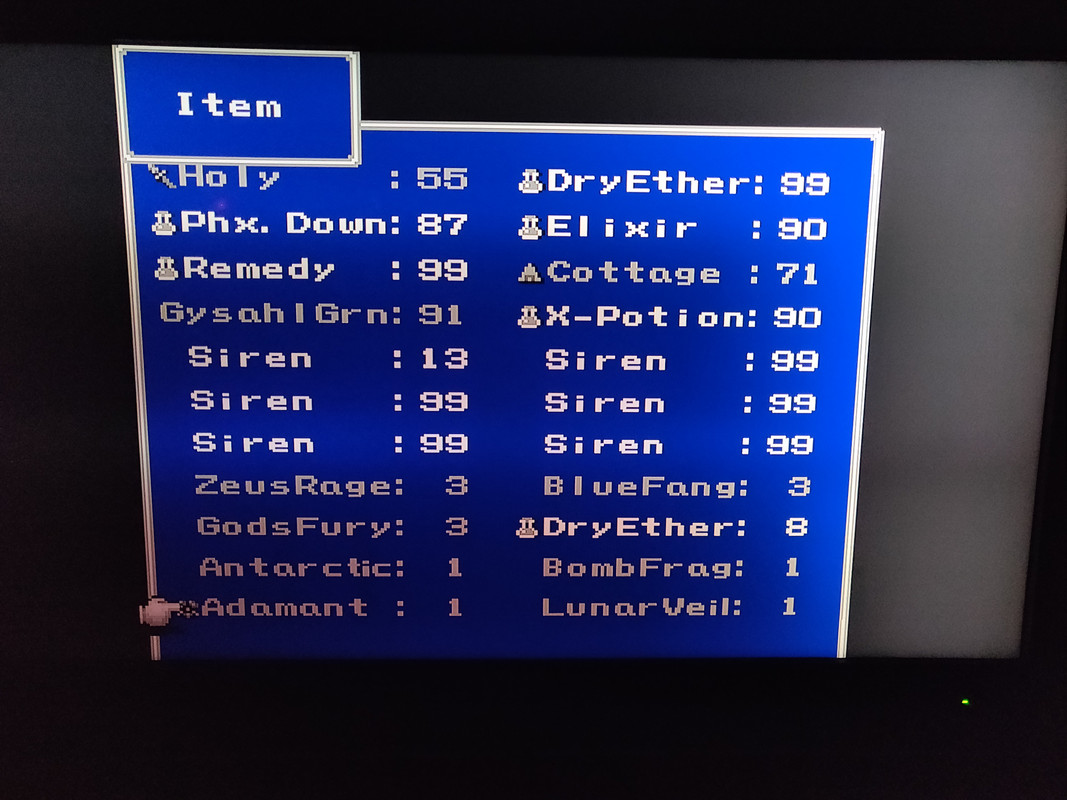 Item
Holy : 55 DryEther: 99
Phx. Down: 87 Elixir : 90
Remedy : 99 Cottage : 71
GysahlGrn: 91 X-Potion: 90
Siren : 13 Siren : 99
Siren : 99 Siren : 99
Siren : 99 Siren : 99
ZeusRage: 3 BlueFang: 3
GodsFury: 3 DryEther: 8
Antarctic: 1 BombFrag: 1
Adamant : 1 LunarVeil: 1